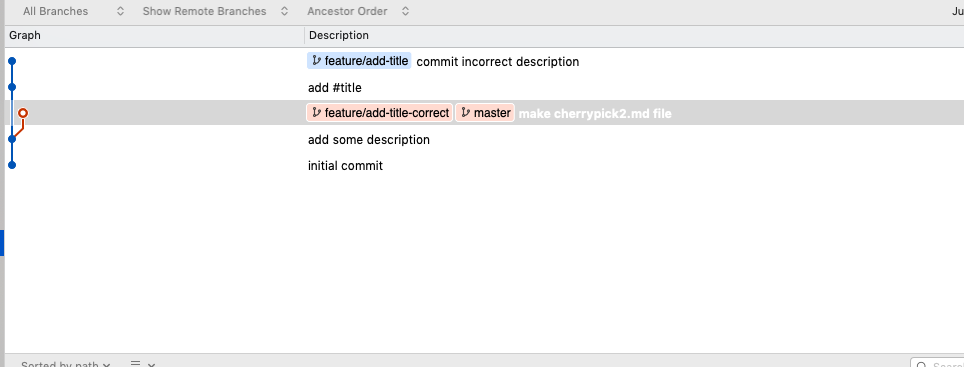 All Branches Show Remote Branches Ancestor Order Ju
Graph Description
feature/add-title commit incorrect description
add #title
feature/add-title-correct master make cherrypick2.md file
add some description
initial commit
Sorted by path Search